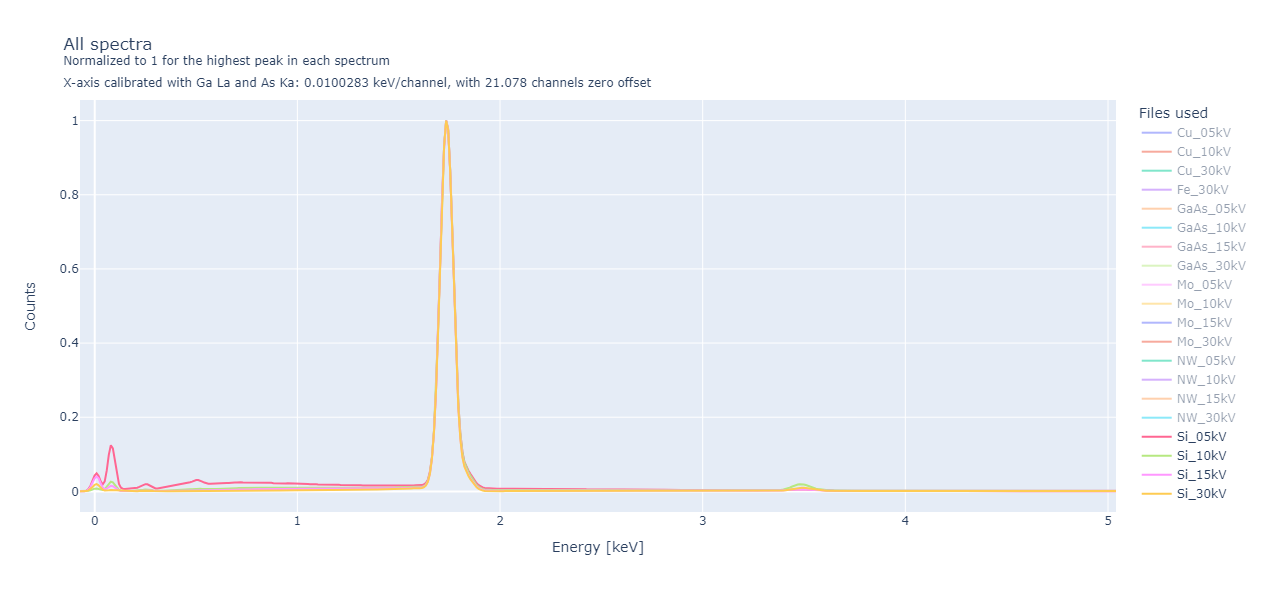 All spectra
Normalized to 1 for the highest peak in each spectrum
X-axis calibrated with Ga La and As Ka: 0.0100283 keV/channel, with 21.078 channels zero offset
Files used
Cu_05kV
Cu_10kV
Cu_30kV
Fe_30kV
GaAs_05kV
GaAs_10kV
GaAs_15kV
GaAs_30kV
Mo_05kV
Mo_10kV
Mo_15kV
Mo_30kV
NW_05kV
NW_10kV
NW_15kV
NW_30kV
Si_05kV
Si_10kV
Si_15kV
Si_30kV
Counts
1
0.8
0.6
0.4
0.2
0
0 1 2 3 4 5
Energy [keV]